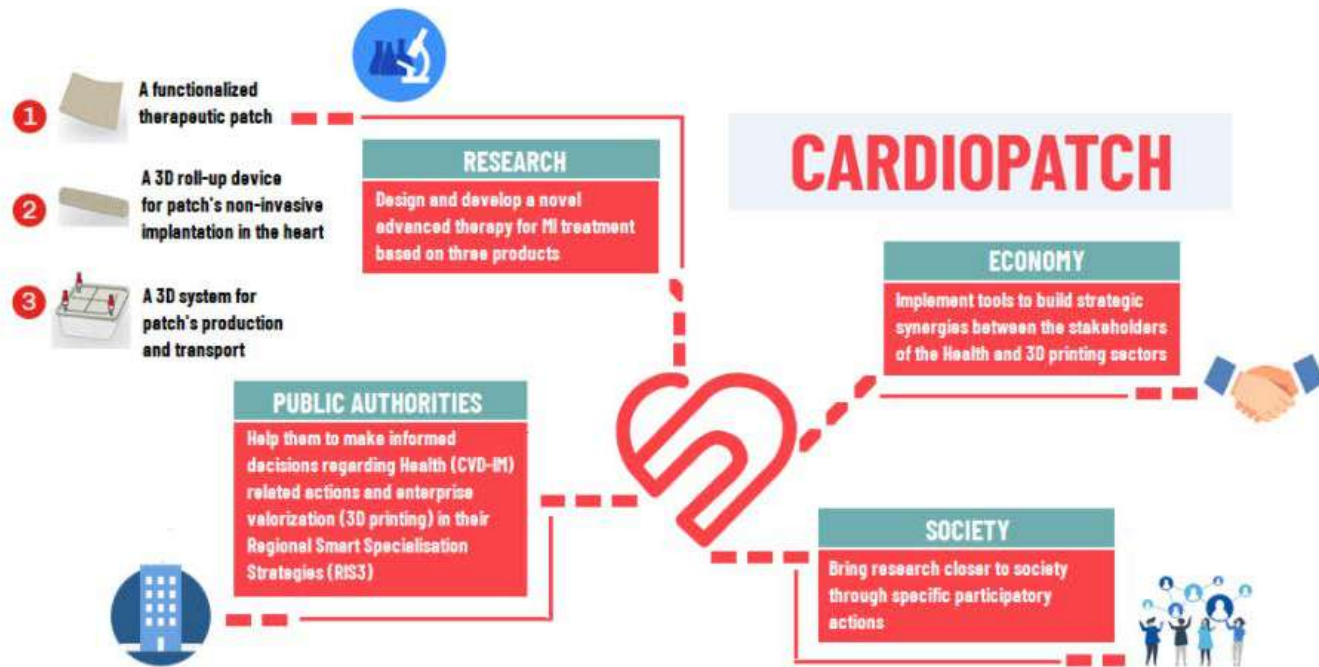 CARDIOPATCH
1
A functionalized
therapeutic patch
2
A 3D roll-up device
for patch's non-invasive
implantation in the heart
3
A 3D system for
patch's production
and transport
RESEARCH
Design and develop a novel
advanced therapy for MI treatment
based on three products
ECONOMY
Implement tools to build strategic
synergies between the stakeholders
of the Health and 3D printing sectors
PUBLIC AUTHORITIES
Help them to make informed
decisions regarding Health (CVD-IM)
related actions and enterprise
valorization (3D printing) in their
Regional Smart Specialisation
Strategies (RIS3)
SOCIETY
Bring research closer to society
through specific participatory
actions